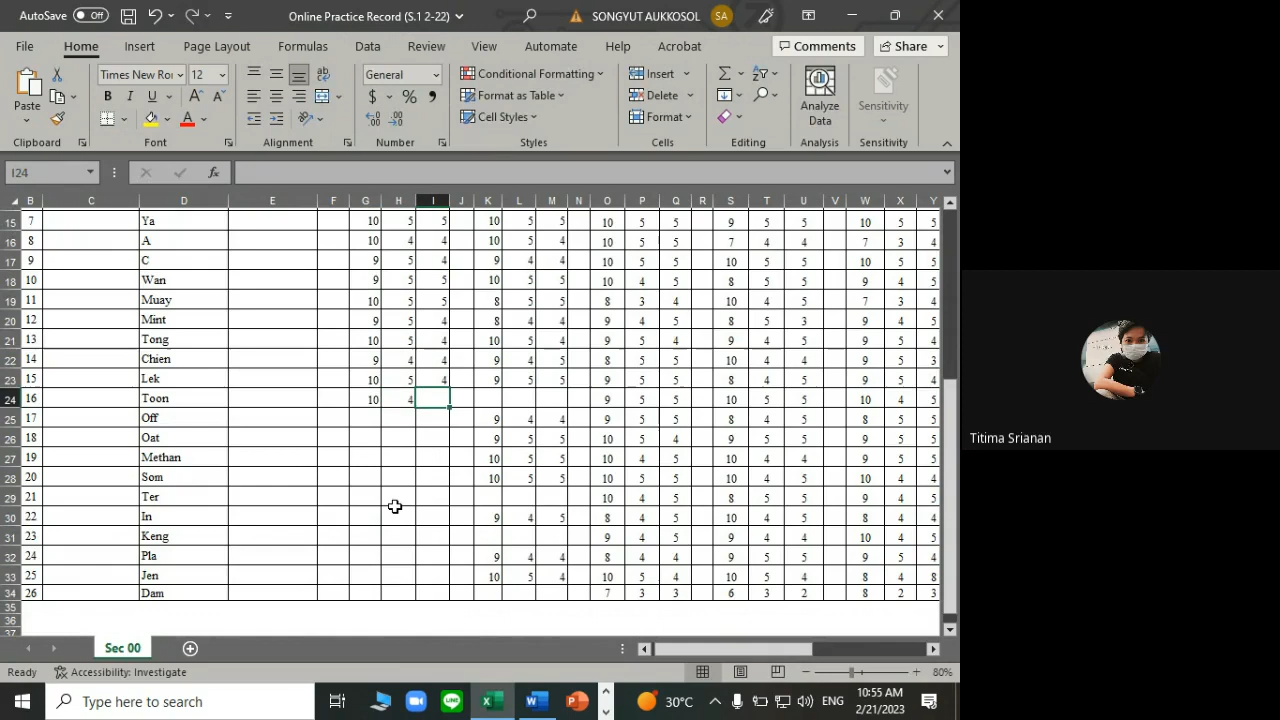 AutoSave Off Online Practice Record (S.1 2-22) SONGYUT AUKKOSOL SA
File Home Insert Page Layout Formulas Data Review View Automate Help Acrobat Comments Share
Paste Times New Roı 12 General Conditional Formatting Insert Analyze Data Sensitivity
B I U A A A $ % Format as Table Delete
Cell Styles Format
Clipboard Font Alignment Number Styles Cells Editing Analysis Sensitivity
I24 fx
B C D E F G H I J K L M N O P Q R S T U V W X Y
15 7 Ya 10 5 5 10 5 5 10 5 5 9 5 5 10 5 5
16 8 A 10 4 4 10 5 4 10 5 5 7 4 4 7 3 4
17 9 C 9 5 4 9 4 4 10 5 5 10 5 5 10 5 5
18 10 Wan 9 5 5 10 5 5 10 4 5 8 5 5 9 4 5
19 11 Muay 10 5 5 8 5 5 8 3 4 10 4 5 7 3 4
20 12 Mint 9 5 4 8 4 4 9 4 5 8 5 3 9 4 5
21 13 Tong 10 5 4 10 5 4 9 5 4 9 5 4 9 5 5
22 14 Chien 9 4 4 9 4 5 8 5 5 10 4 4 9 5 3
23 15 Lek 10 5 4 9 5 5 9 5 5 8 4 5 9 5 4
24 16 Toon 10 4 9 5 5 10 5 5 10 4 5
25 17 Off 9 4 4 9 5 5 8 4 5 8 5 5
26 18 Oat 9 5 5 10 5 4 9 5 5 9 5 5
27 19 Methan 10 5 5 10 5 5 10 4 4 9 5 5
28 20 Som 10 5 5 10 5 5 10 4 5 10 4 4
29 21 Ter 10 4 5 8 5 5 9 4 5
30 22 In 9 4 5 8 4 5 10 4 5 8 4 4
31 23 Keng 9 4 5 9 4 4 10 4 5
32 24 Pla 9 4 4 8 4 4 9 5 5 9 5 4
33 25 Jen 10 5 4 10 5 4 10 5 4 8 4 8
34 26 Dam 7 3 3 6 3 2 8 2 3
35
36
37
Sec 00
Ready Accessibility: Investigate 80%
Type here to search 30°C ENG 10:55 AM 2/21/2023
Titima Srianan